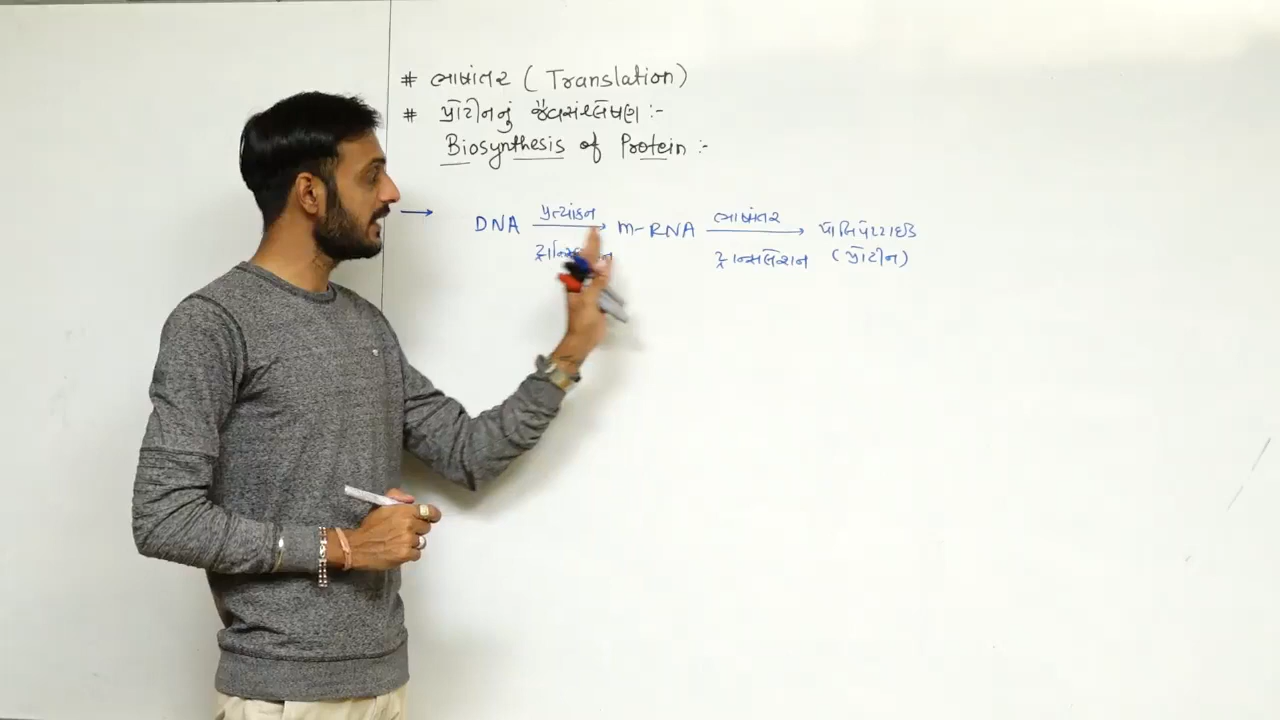 # ભાષાંતર ( Translation)
# પ્રોટીનનું જૈવસંશ્લેષણ :-
Biosynthesis of Protein :-
→ DNA પ્રત્યાંકન → m-RNA ભાષાંતર → પોલિપેપ્ટાઇડ
ટ્રાન્સલેશન (પ્રોટીન)